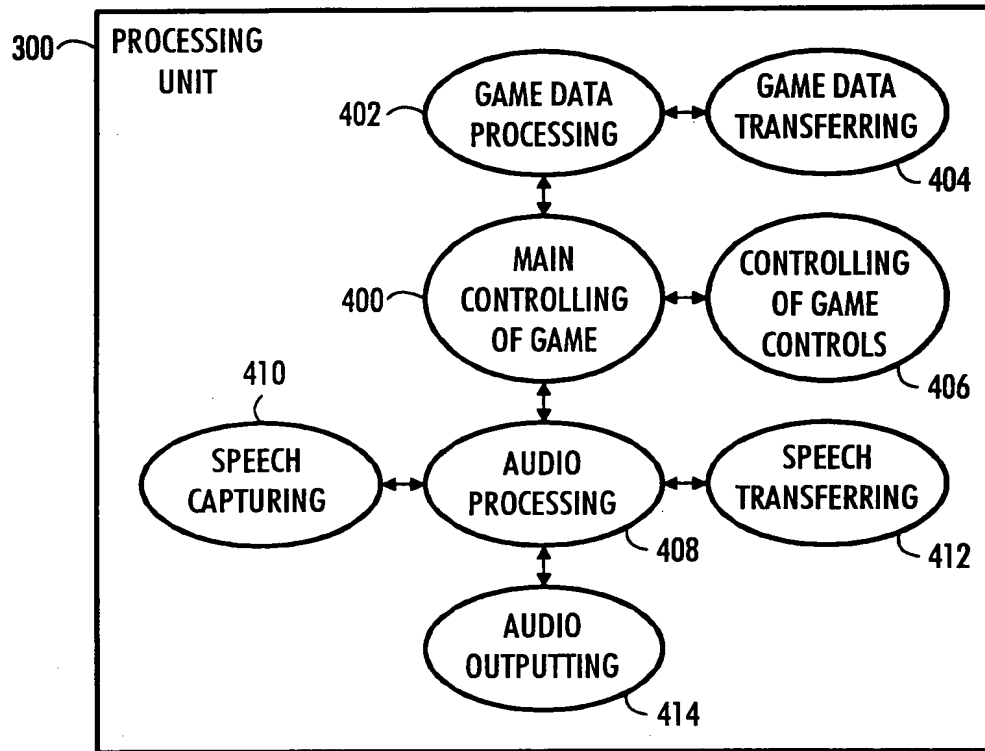 300
PROCESSING
UNIT
402
GAME DATA
PROCESSING
GAME DATA
TRANSFERRING
404
400
MAIN
CONTROLLING
OF GAME
CONTROLLING
OF GAME
CONTROLS
406
410
SPEECH
CAPTURING
AUDIO
PROCESSING
408
SPEECH
TRANSFERRING
412
AUDIO
OUTPUTTING
414